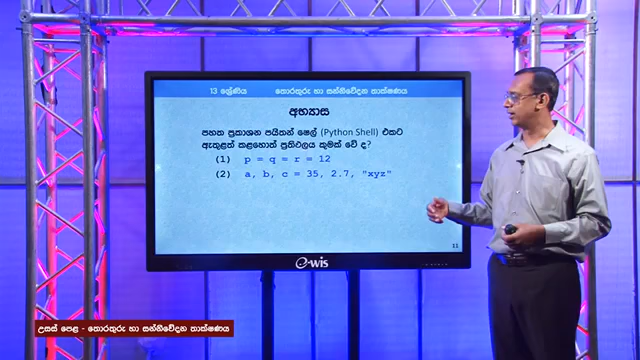 13 ශ්‍රේණිය තොරතුරු හා සන්නිවේදන තාක්ෂණය
අභ්‍යාස
පහත ප්‍රකාශන පයිතන් ෂෙල් (Python Shell) එකට
ඇතුළත් කළහොත් ප්‍රතිඵලය කුමක් වේ ද?
(1) p = q = r = 12
(2) a, b, c = 35, 2.7, "xyz"
11
e-wis
උසස් පෙළ - තොරතුරු හා සන්නිවේදන තාක්ෂණය